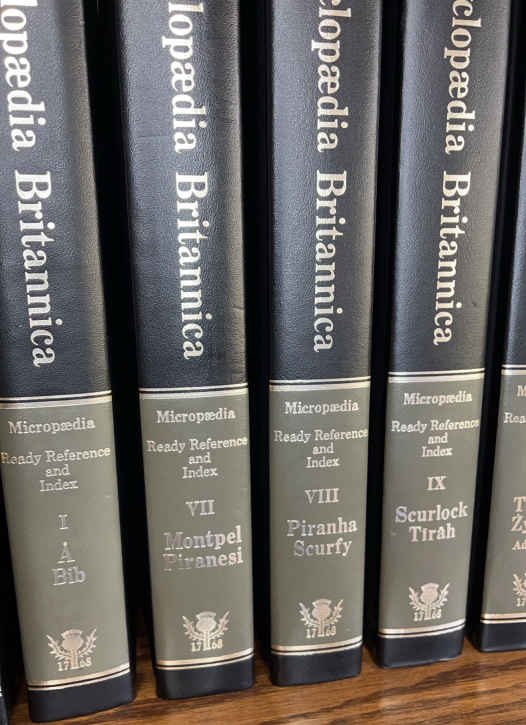 lopædia Britannica
Micropædia
Ready Reference
and
Index
I
A
Bib
1768
lopædia Britannica
Micropædia
Ready Reference
and
Index
VII
Montpel
Piranesi
1768
clopædia Britannica
Micropædia
Ready Reference
and
Index
VIII
Piranha
Scurfy
1768
yclopædia Britannica
Micropædia
Ready Reference
and
Index
IX
Scurlock
Tirah
1768